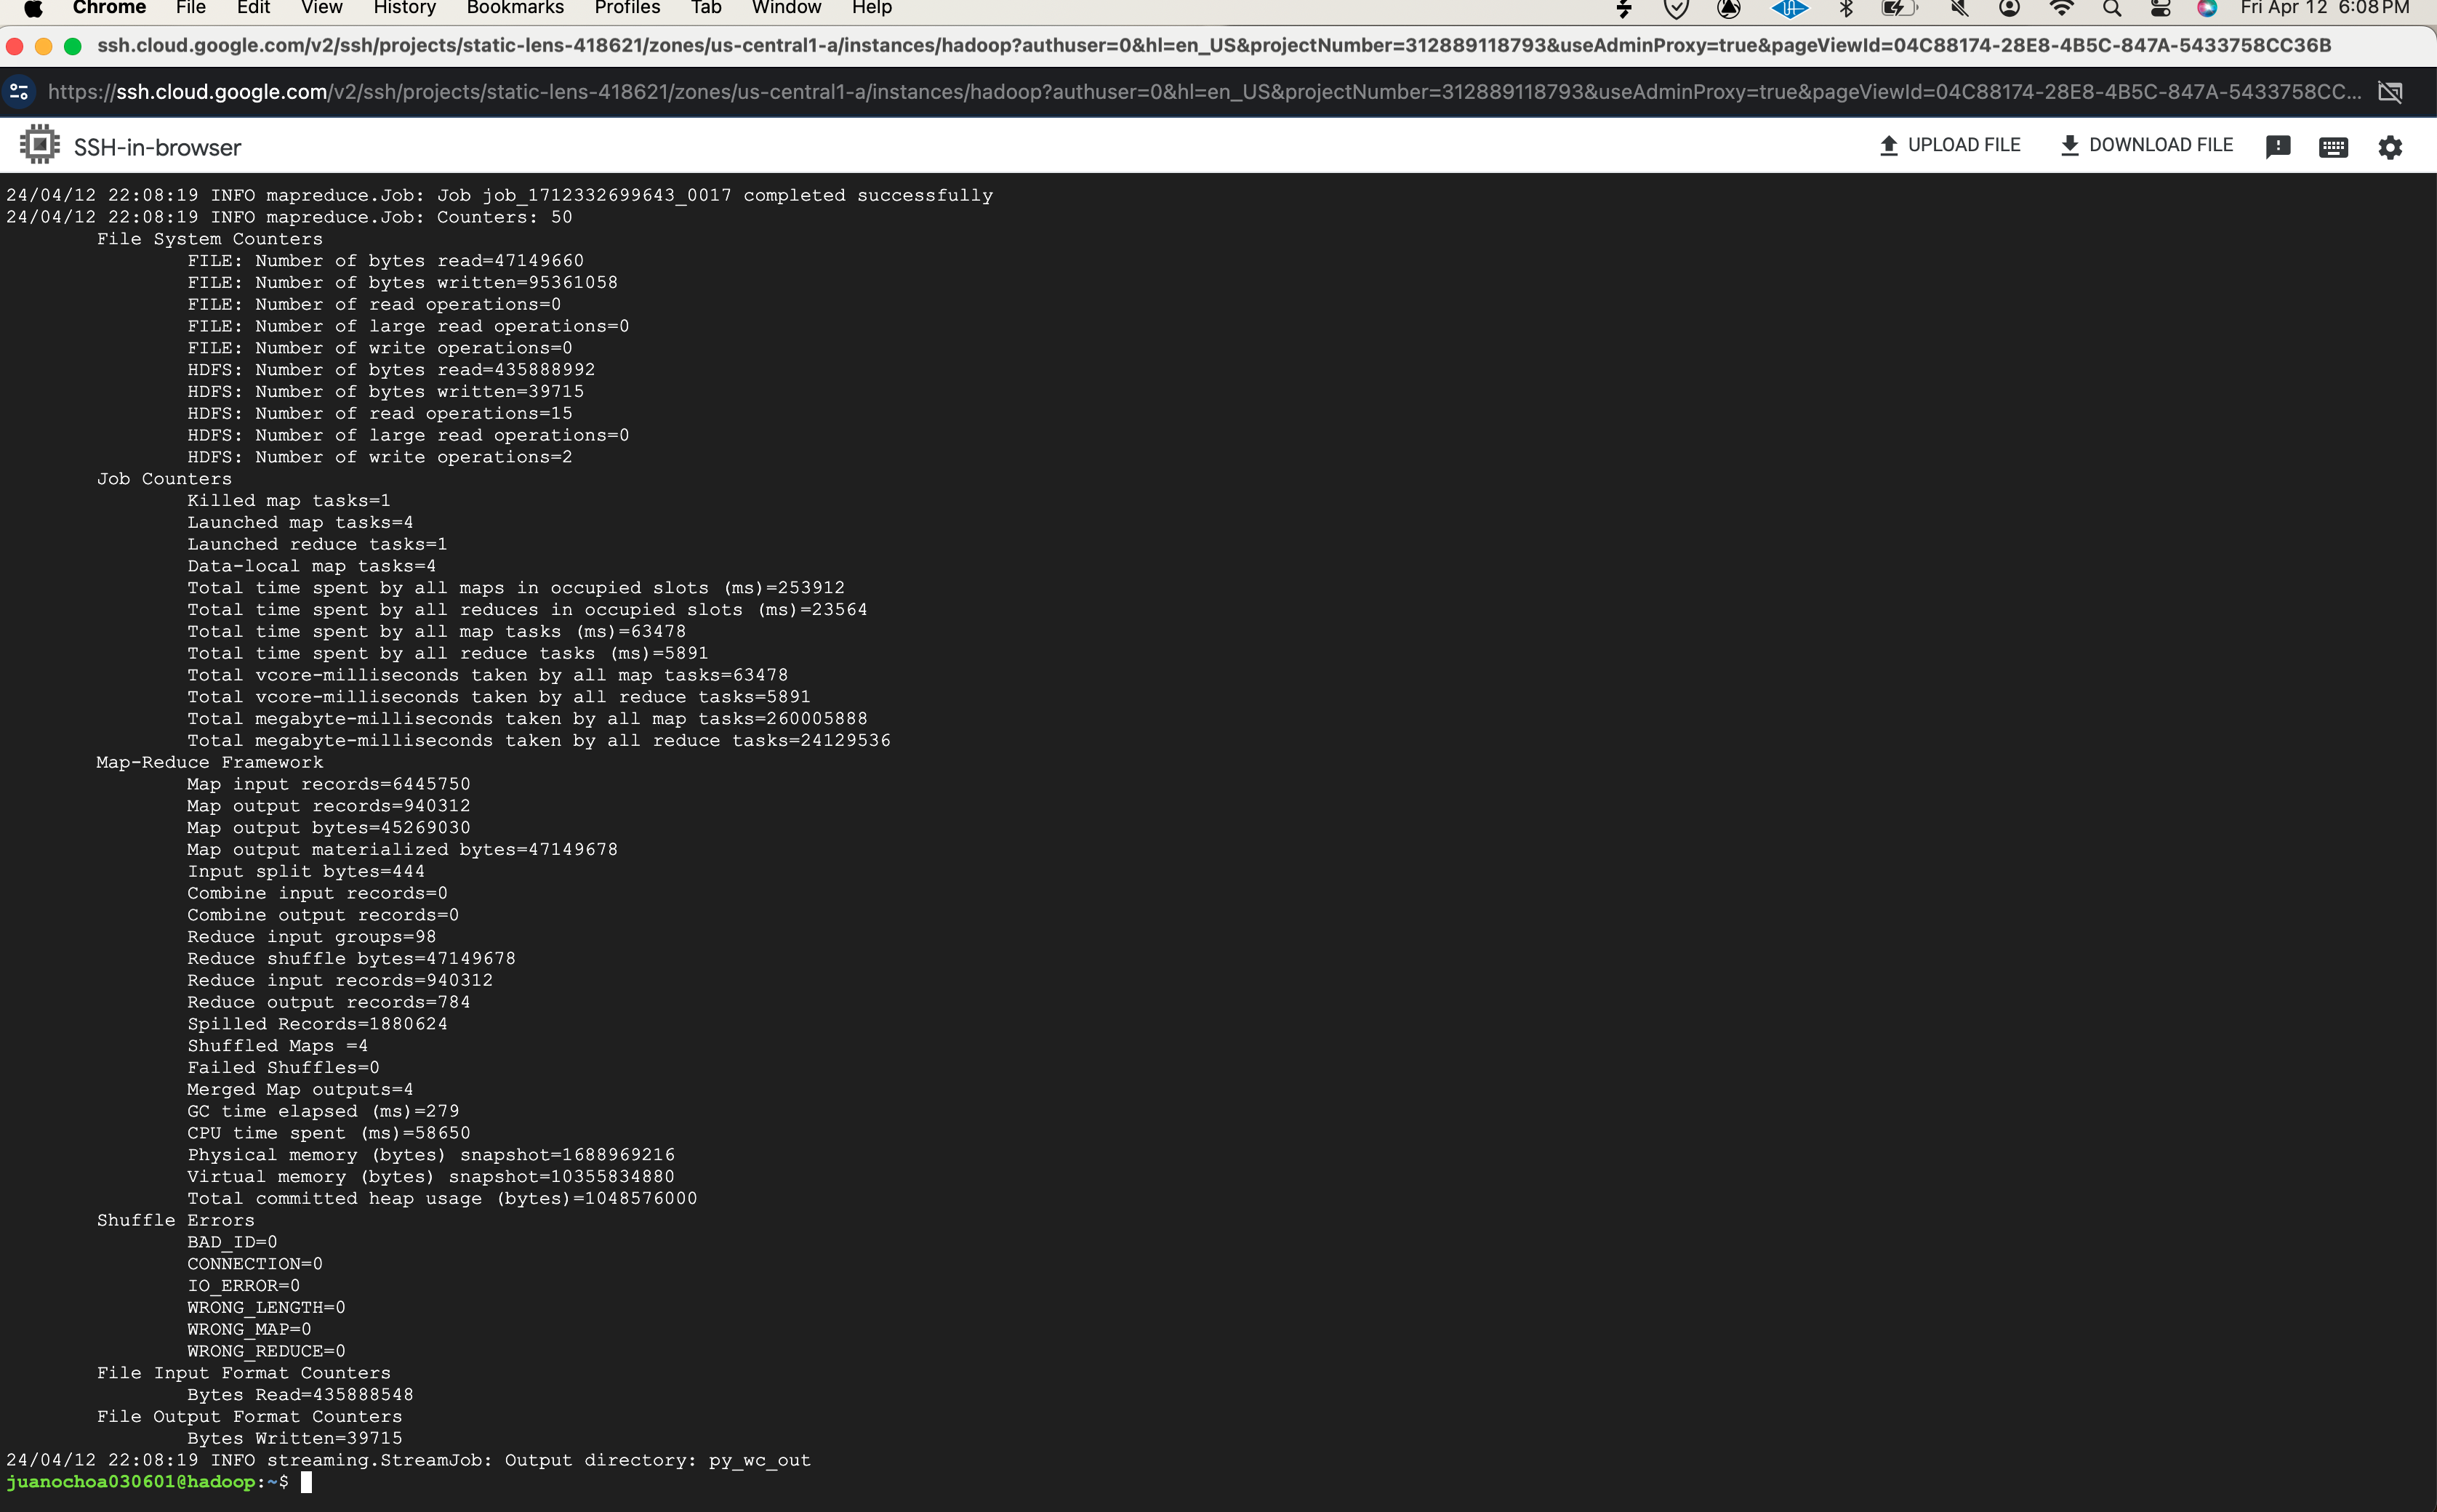 Chrome File Edit View History Bookmarks Profiles Tab Window Help Fri Apr 12 6:08 PM
ssh.cloud.google.com/v2/ssh/projects/static-lens-418621/zones/us-central1-a/instances/hadoop?authuser=0&hl=en_US&projectNumber=312889118793&useAdminProxy=true&pageViewId=04C88174-28E8-4B5C-847A-5433758CC36B
https://ssh.cloud.google.com/v2/ssh/projects/static-lens-418621/zones/us-central1-a/instances/hadoop?authuser=0&hl=en_US&projectNumber=312889118793&useAdminProxy=true&pageViewId=04C88174-28E8-4B5C-847A-5433758CC...
SSH-in-browser UPLOAD FILE DOWNLOAD FILE
24/04/12 22:08:19 INFO mapreduce.Job: Job job_1712332699643_0017 completed successfully
24/04/12 22:08:19 INFO mapreduce.Job: Counters: 50
File System Counters
FILE: Number of bytes read=47149660
FILE: Number of bytes written=95361058
FILE: Number of read operations=0
FILE: Number of large read operations=0
FILE: Number of write operations=0
HDFS: Number of bytes read=435888992
HDFS: Number of bytes written=39715
HDFS: Number of read operations=15
HDFS: Number of large read operations=0
HDFS: Number of write operations=2
Job Counters
Killed map tasks=1
Launched map tasks=4
Launched reduce tasks=1
Data-local map tasks=4
Total time spent by all maps in occupied slots (ms)=253912
Total time spent by all reduces in occupied slots (ms)=23564
Total time spent by all map tasks (ms)=63478
Total time spent by all reduce tasks (ms)=5891
Total vcore-milliseconds taken by all map tasks=63478
Total vcore-milliseconds taken by all reduce tasks=5891
Total megabyte-milliseconds taken by all map tasks=260005888
Total megabyte-milliseconds taken by all reduce tasks=24129536
Map-Reduce Framework
Map input records=6445750
Map output records=940312
Map output bytes=45269030
Map output materialized bytes=47149678
Input split bytes=444
Combine input records=0
Combine output records=0
Reduce input groups=98
Reduce shuffle bytes=47149678
Reduce input records=940312
Reduce output records=784
Spilled Records=1880624
Shuffled Maps =4
Failed Shuffles=0
Merged Map outputs=4
GC time elapsed (ms)=279
CPU time spent (ms)=58650
Physical memory (bytes) snapshot=1688969216
Virtual memory (bytes) snapshot=10355834880
Total committed heap usage (bytes)=1048576000
Shuffle Errors
BAD_ID=0
CONNECTION=0
IO_ERROR=0
WRONG_LENGTH=0
WRONG_MAP=0
WRONG_REDUCE=0
File Input Format Counters
Bytes Read=435888548
File Output Format Counters
Bytes Written=39715
24/04/12 22:08:19 INFO streaming.StreamJob: Output directory: py_wc_out
juanochoa030601@hadoop:~$